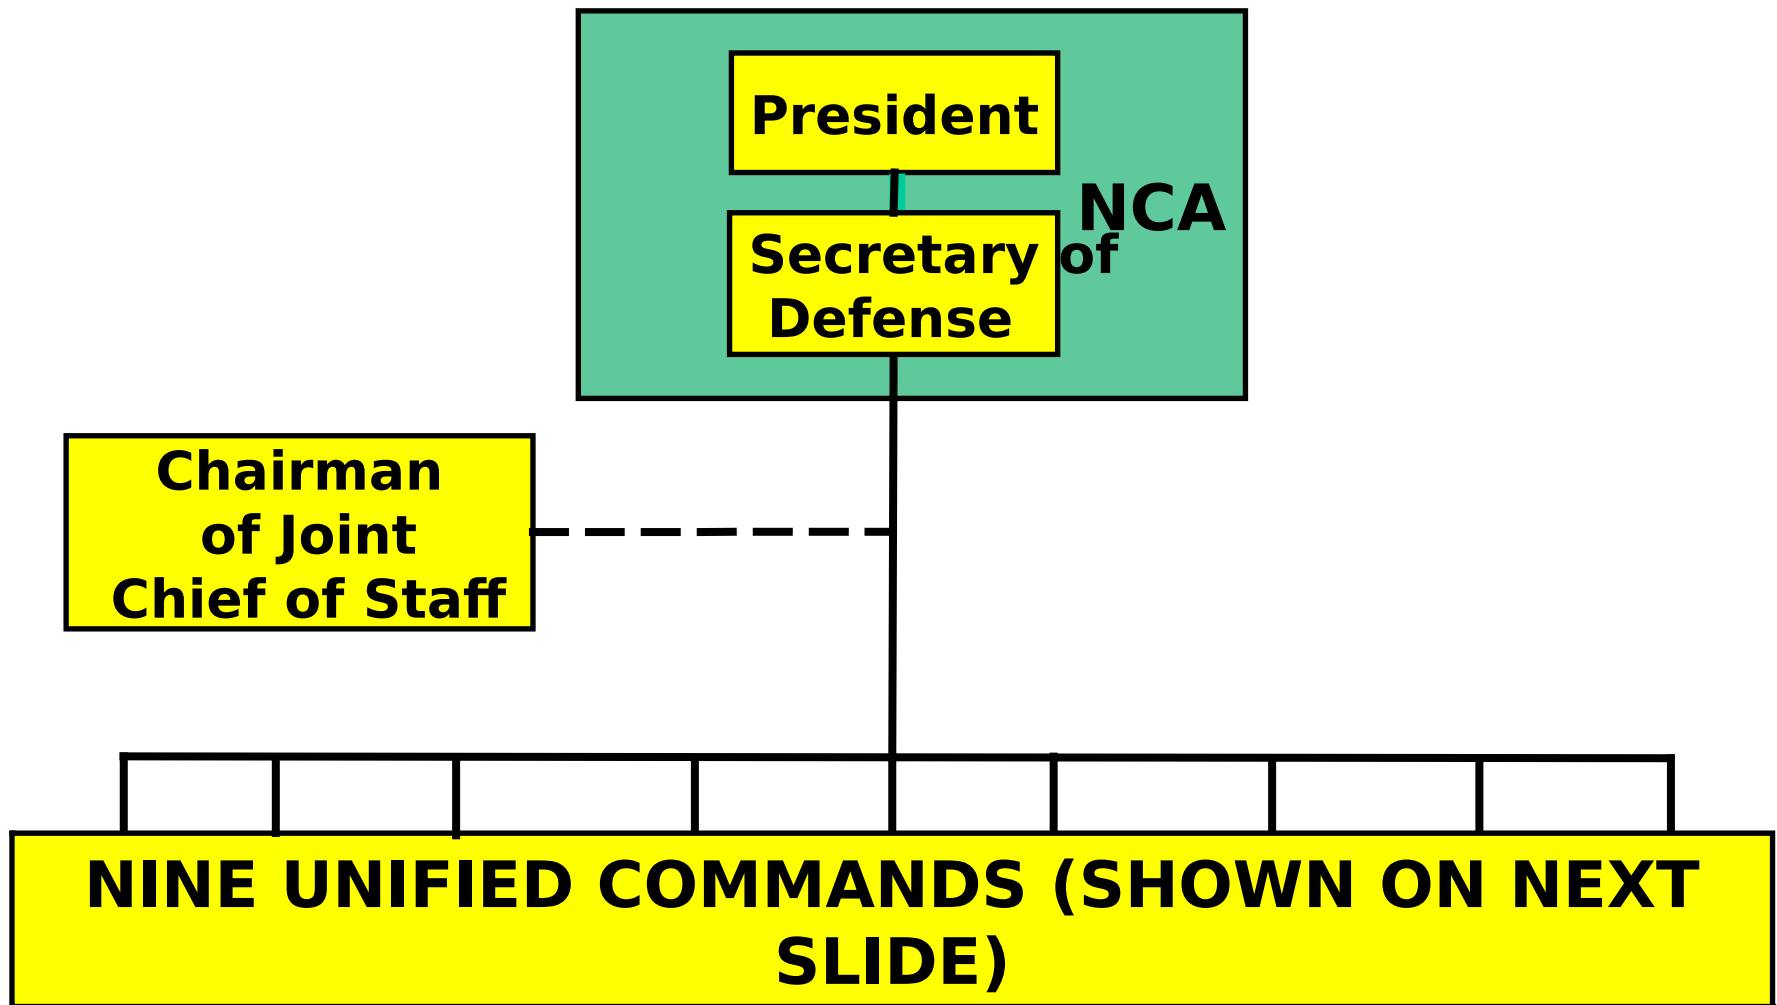 President
NCA
Secretary of
Defense
Chairman
of Joint
Chief of Staff
NINE UNIFIED COMMANDS (SHOWN ON NEXT
SLIDE)